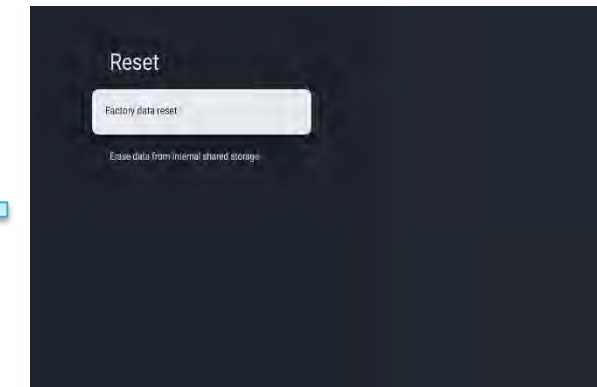 Reset
Factory data reset
Erase data from internal shared storage